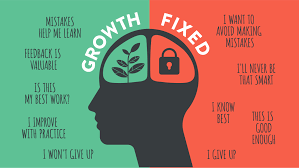 GROWTH
FIXED
MISTAKES
HELP ME LEARN
FEEDBACK IS
VALUABLE
IS THIS
MY BEST WORK?
I IMPROVE
WITH PRACTICE
I WON'T GIVE UP
I WANT TO
AVOID MAKING
MISTAKES
I'LL NEVER BE
THAT SMART
I KNOW
BEST
THIS IS
GOOD
ENOUGH
I GIVE UP